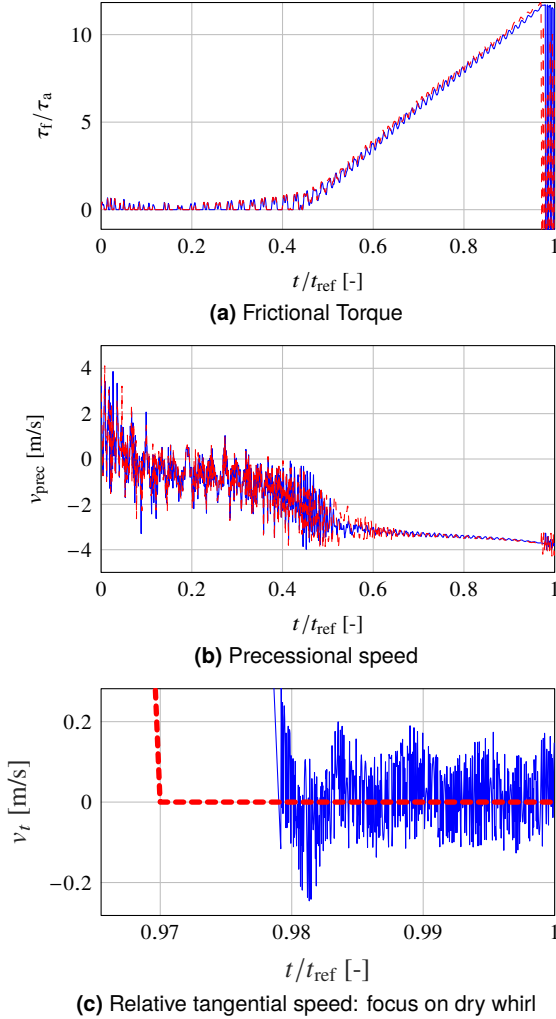 10
5
0
τf/τa
0 0.2 0.4 0.6 0.8 1
t/tref [-]
(a) Frictional Torque
4
2
0
−2
−4
vprec [m/s]
0 0.2 0.4 0.6 0.8 1
t/tref [-]
(b) Precessional speed
0.2
0
−0.2
vt [m/s]
0.97 0.98 0.99 1
t/tref [-]
(c) Relative tangential speed: focus on dry whirl